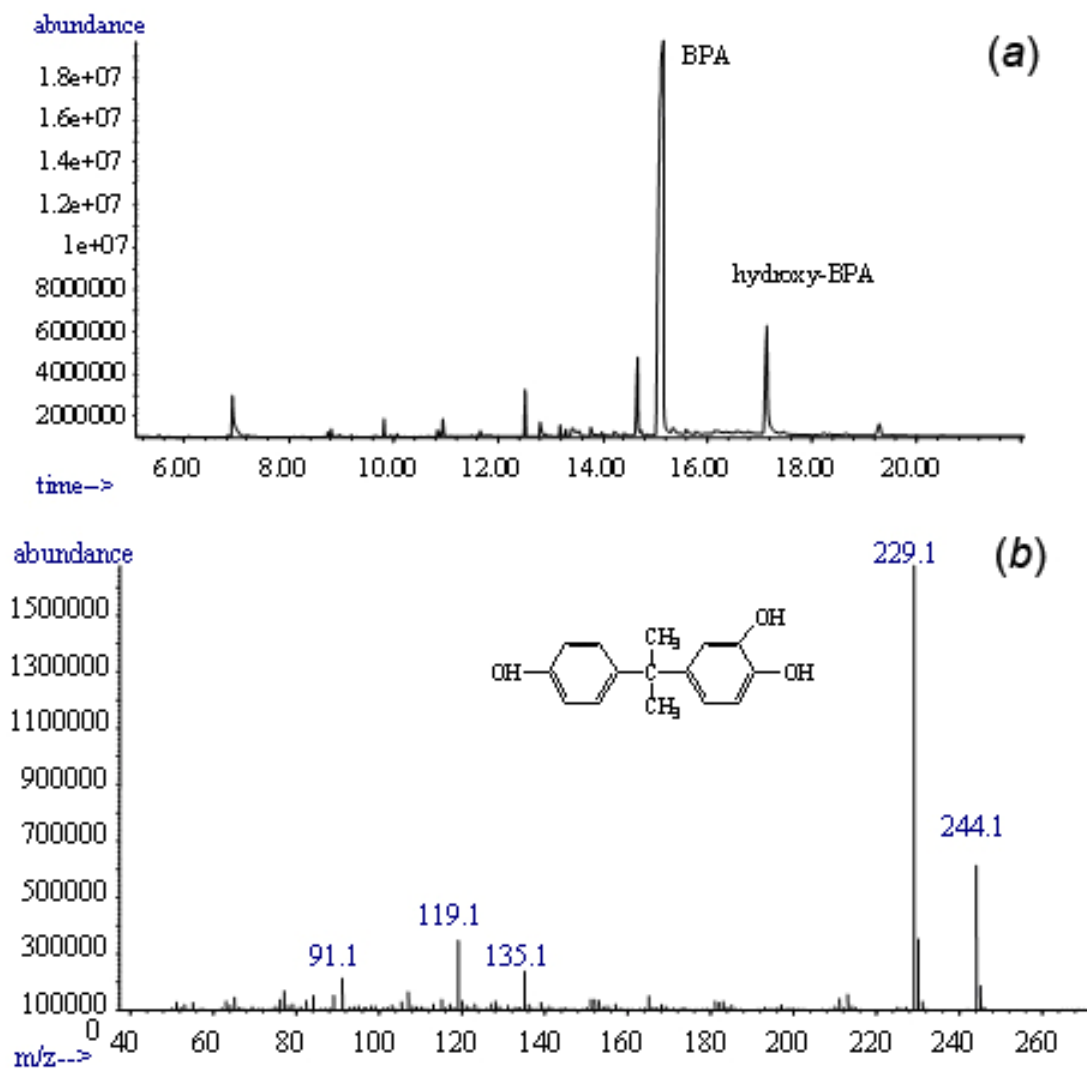 abundance
(a)
BPA
1.8e+07
1.6e+07
1.4e+07
1.2e+07
1e+07
hydroxy-BPA
8000000
6000000
4000000
2000000
6.00 8.00 10.00 12.00 14.00 16.00 18.00 20.00
time-->
abundance
229.1
(b)
1500000
1300000
1100000
900000
700000
500000
300000
100000
0
OH
CH3
OH C OH
CH3
244.1
119.1
91.1 135.1
40 60 80 100 120 140 160 180 200 220 240 260
m/z-->